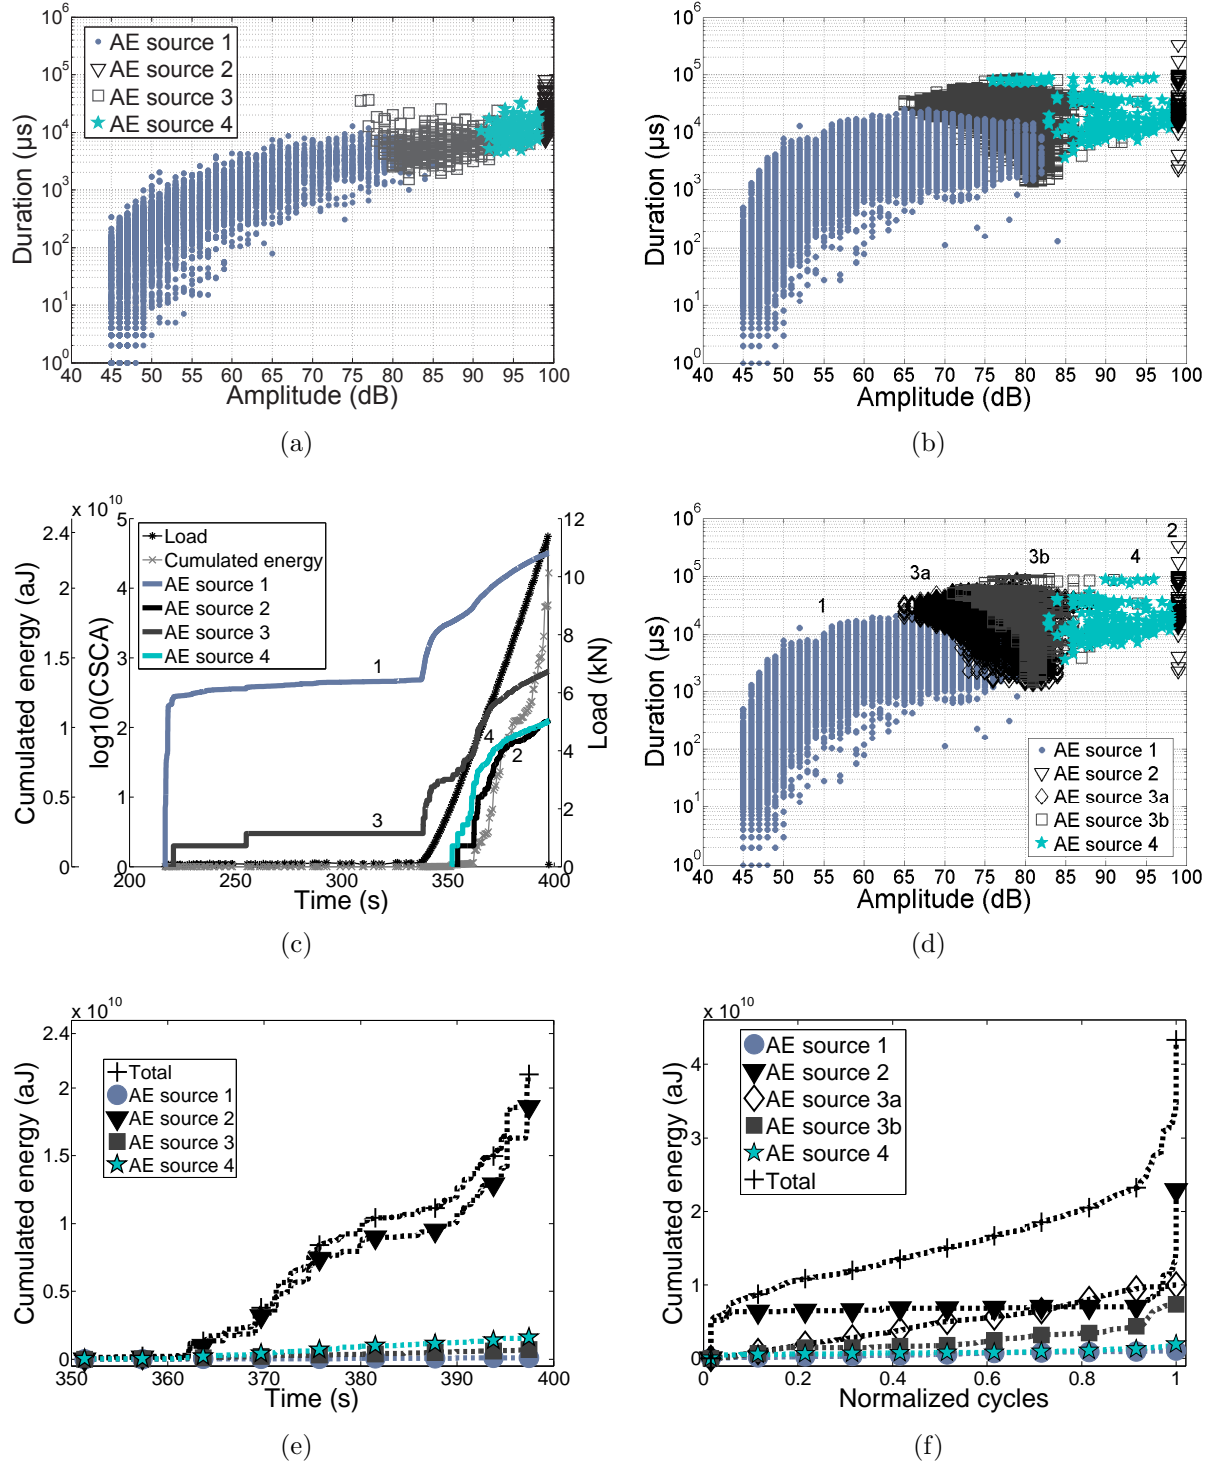 AE source 1
AE source 2
AE source 3
AE source 4
Duration (µs)
10^6
10^5
10^4
10^3
10^2
10^1
10^0
40 45 50 55 60 65 70 75 80 85 90 95 100
Amplitude (dB)
(a)
Duration (µs)
10^6
10^5
10^4
10^3
10^2
10^1
10^0
40 45 50 55 60 65 70 75 80 85 90 95 100
Amplitude (dB)
(b)
x 10^10
Cumulated energy (aJ)
2.4
2
1.5
1
0.5
0
log10(CSCA)
5
10^3
10^2
10^1
10^0
Load
Cumulated energy
AE source 1
AE source 2
AE source 3
AE source 4
1
3
4
2
12
10
8
6
4
2
0
Load (kN)
200 250 300 350 400
Time (s)
(c)
Duration (µs)
10^6
10^5
10^4
10^3
10^2
10^1
10^0
1
3a
3b
4
2
AE source 1
AE source 2
AE source 3a
AE source 3b
AE source 4
40 45 50 55 60 65 70 75 80 85 90 95 100
Amplitude (dB)
(d)
x 10^10
Cumulated energy (aJ)
2.4
2
1.5
1
0.5
0
Total
AE source 1
AE source 2
AE source 3
AE source 4
350 360 370 380 390 400
Time (s)
(e)
x 10^10
Cumulated energy (aJ)
4
3
2
1
0
AE source 1
AE source 2
AE source 3a
AE source 3b
AE source 4
Total
0 0.2 0.4 0.6 0.8 1
Normalized cycles
(f)